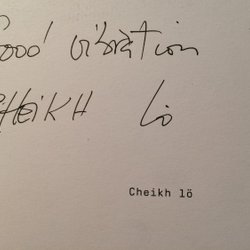 Good vibration
CHEIKH Lô
Cheikh lö